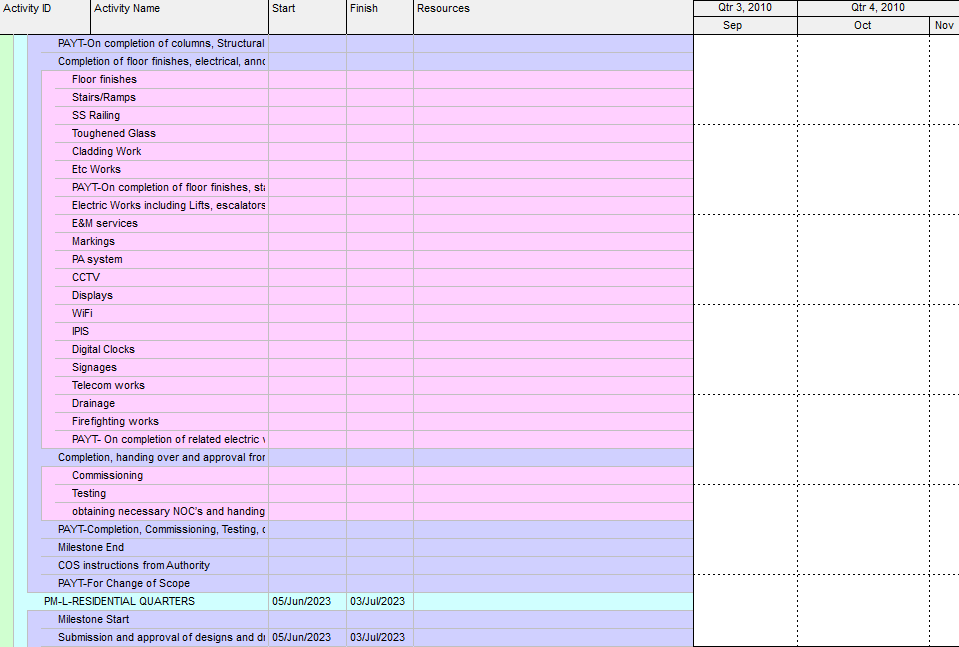 Activity ID Activity Name Start Finish Resources Qtr 3, 2010 Qtr 4, 2010
Sep Oct Nov
PAYT-On completion of columns, Structural
Completion of floor finishes, electrical, ann
Floor finishes
Stairs/Ramps
SS Railing
Toughened Glass
Cladding Work
Etc Works
PAYT-On completion of floor finishes, sta
Electric Works including Lifts, escalators
E&M services
Markings
PA system
CCTV
Displays
WiFi
IPIS
Digital Clocks
Signages
Telecom works
Drainage
Firefighting works
PAYT- On completion of related electric
Completion, handing over and approval from
Commissioning
Testing
obtaining necessary NOC's and handing
PAYT-Completion, Commissioning, Testing,
Milestone End
COS instructions from Authority
PAYT-For Change of Scope
PM-L-RESIDENTIAL QUARTERS 05/Jun/2023 03/Jul/2023
Milestone Start
Submission and approval of designs and 05/Jun/2023 03/Jul/2023